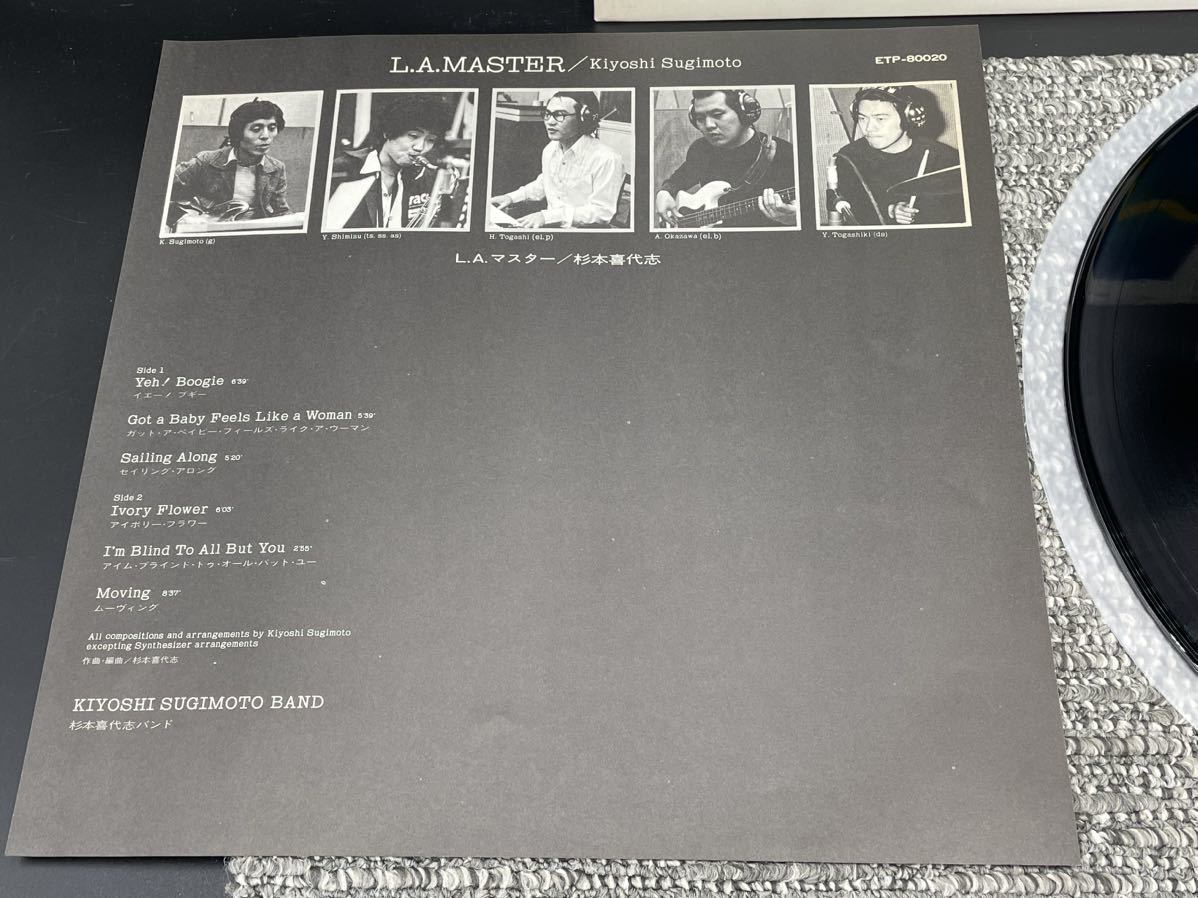 L.A.MASTER/Kiyoshi Sugimoto
ETP-80020
K. Sugimoto (g)
Y. Shimizu (ts. ss. as)
H. Togashi (el.p)
A. Okazawa (el.b)
Y. Togashiki (ds)
L.A.マスター/杉本喜代志
Side 1
Yeh! Boogie 6'39"
イエー! ブギー
Got a Baby Feels Like a Woman 5'39"
ガット・ア・ベイビー・フィールズ・ライク・ア・ウーマン
Sailing Along 5'20"
セイリング・アロング
Side 2
Ivory Flower 6'03"
アイボリー・フラワー
I'm Blind To All But You 2'55"
アイム・ブラインド・トゥ・オール・バット・ユー
Moving 8'37"
ムーヴィング
All compositions and arrangements by Kiyoshi Sugimoto
excepting Synthesizer arrangements
作曲・編曲/杉本喜代志
KIYOSHI SUGIMOTO BAND
杉本喜代志バンド